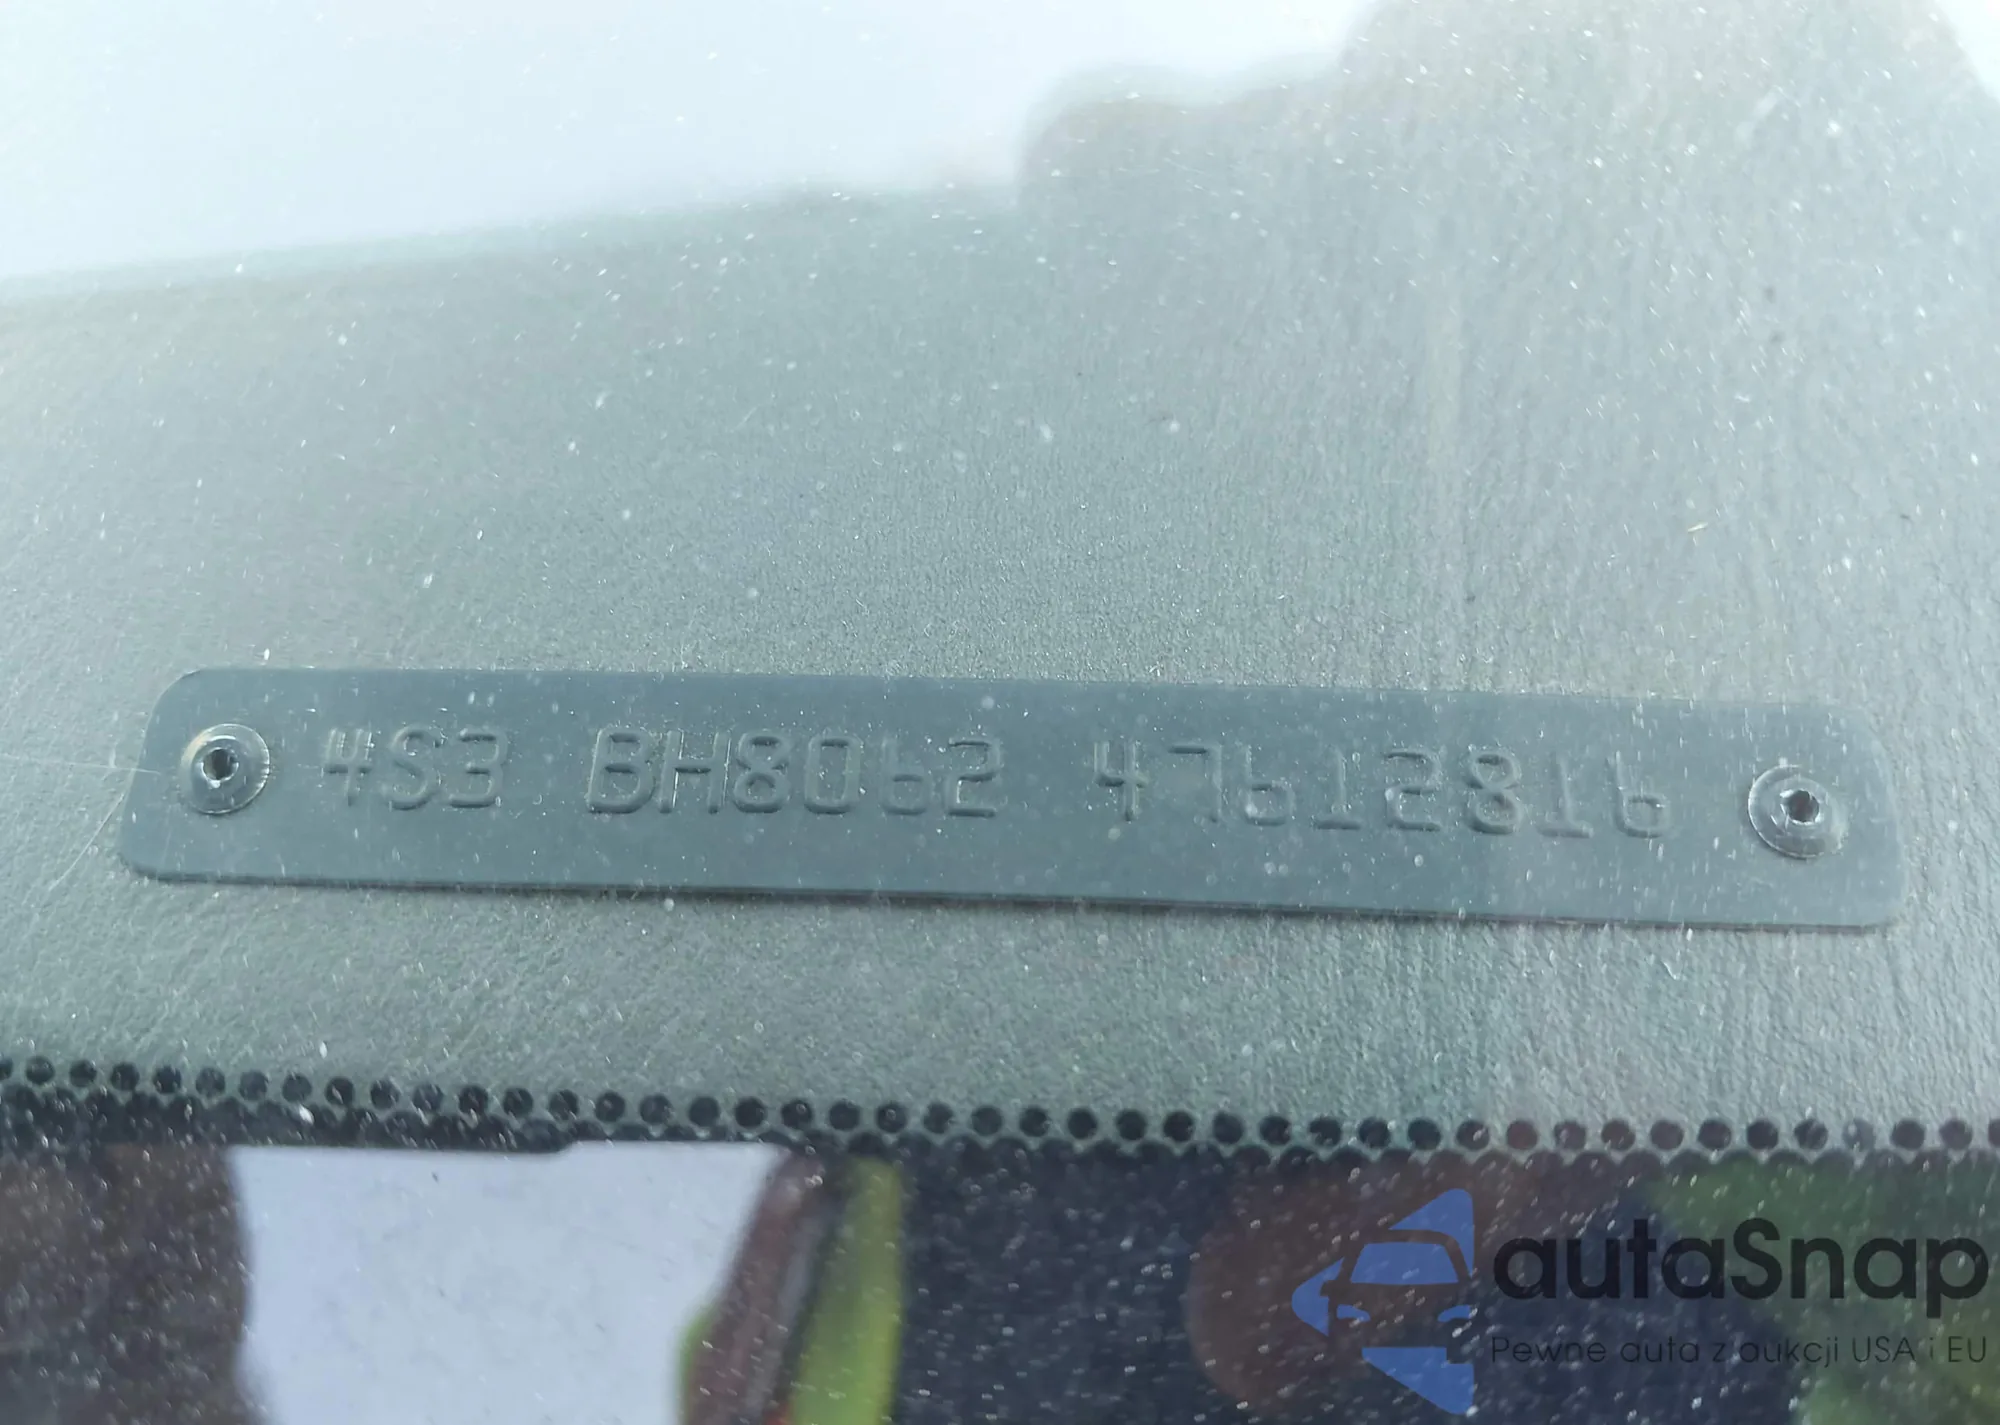 4S3 BH8062 47612816
autaSnap
Pewne auta z aukcji USA i EU